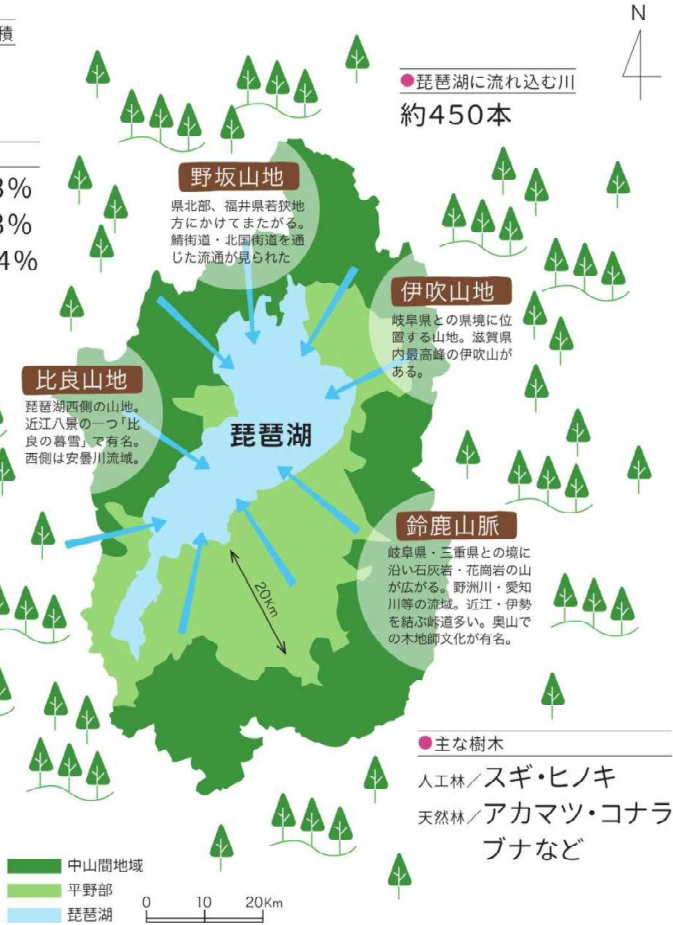 積
N
●琵琶湖に流れ込む川
約450本
3%
3%
4%
野坂山地
県北部、福井県若狭地
方にかけてまたがる。
鯖街道・北国街道を通
じた流通が見られた
伊吹山地
岐阜県との県境に位
置する山地。滋賀県
内最高峰の伊吹山が
ある。
比良山地
琵琶湖西側の山地。
近江八景の一つ「比
良の暮雪」で有名。
西側は安曇川流域。
琵琶湖
鈴鹿山脈
岐阜県・三重県との境に
沿い石灰岩・花崗岩の山
が広がる。野洲川・愛知
川等の流域。近江・伊勢
を結ぶ峠道多い。奥山で
の木地師文化が有名。
20Km
●主な樹木
人工林／スギ・ヒノキ
天然林／アカマツ・コナラ
ブナなど
中山間地域
平野部
琵琶湖
0 10 20Km